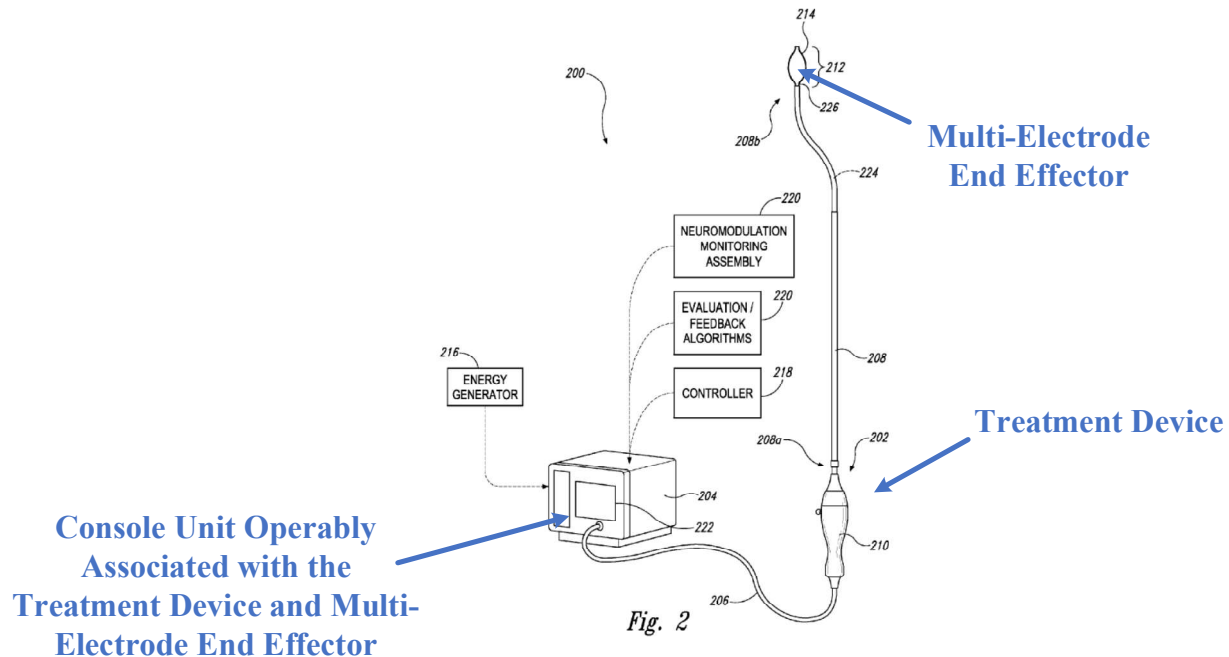 214
212
200
226
208b
Multi-Electrode
End Effector
224
220
NEUROMODULATION
MONITORING
ASSEMBLY
220
EVALUATION /
FEEDBACK
ALGORITHMS
208
216
ENERGY
GENERATOR
218
CONTROLLER
Treatment Device
208a
202
204
222
210
Console Unit Operably
Associated with the
Treatment Device and Multi-
Electrode End Effector
206
Fig. 2